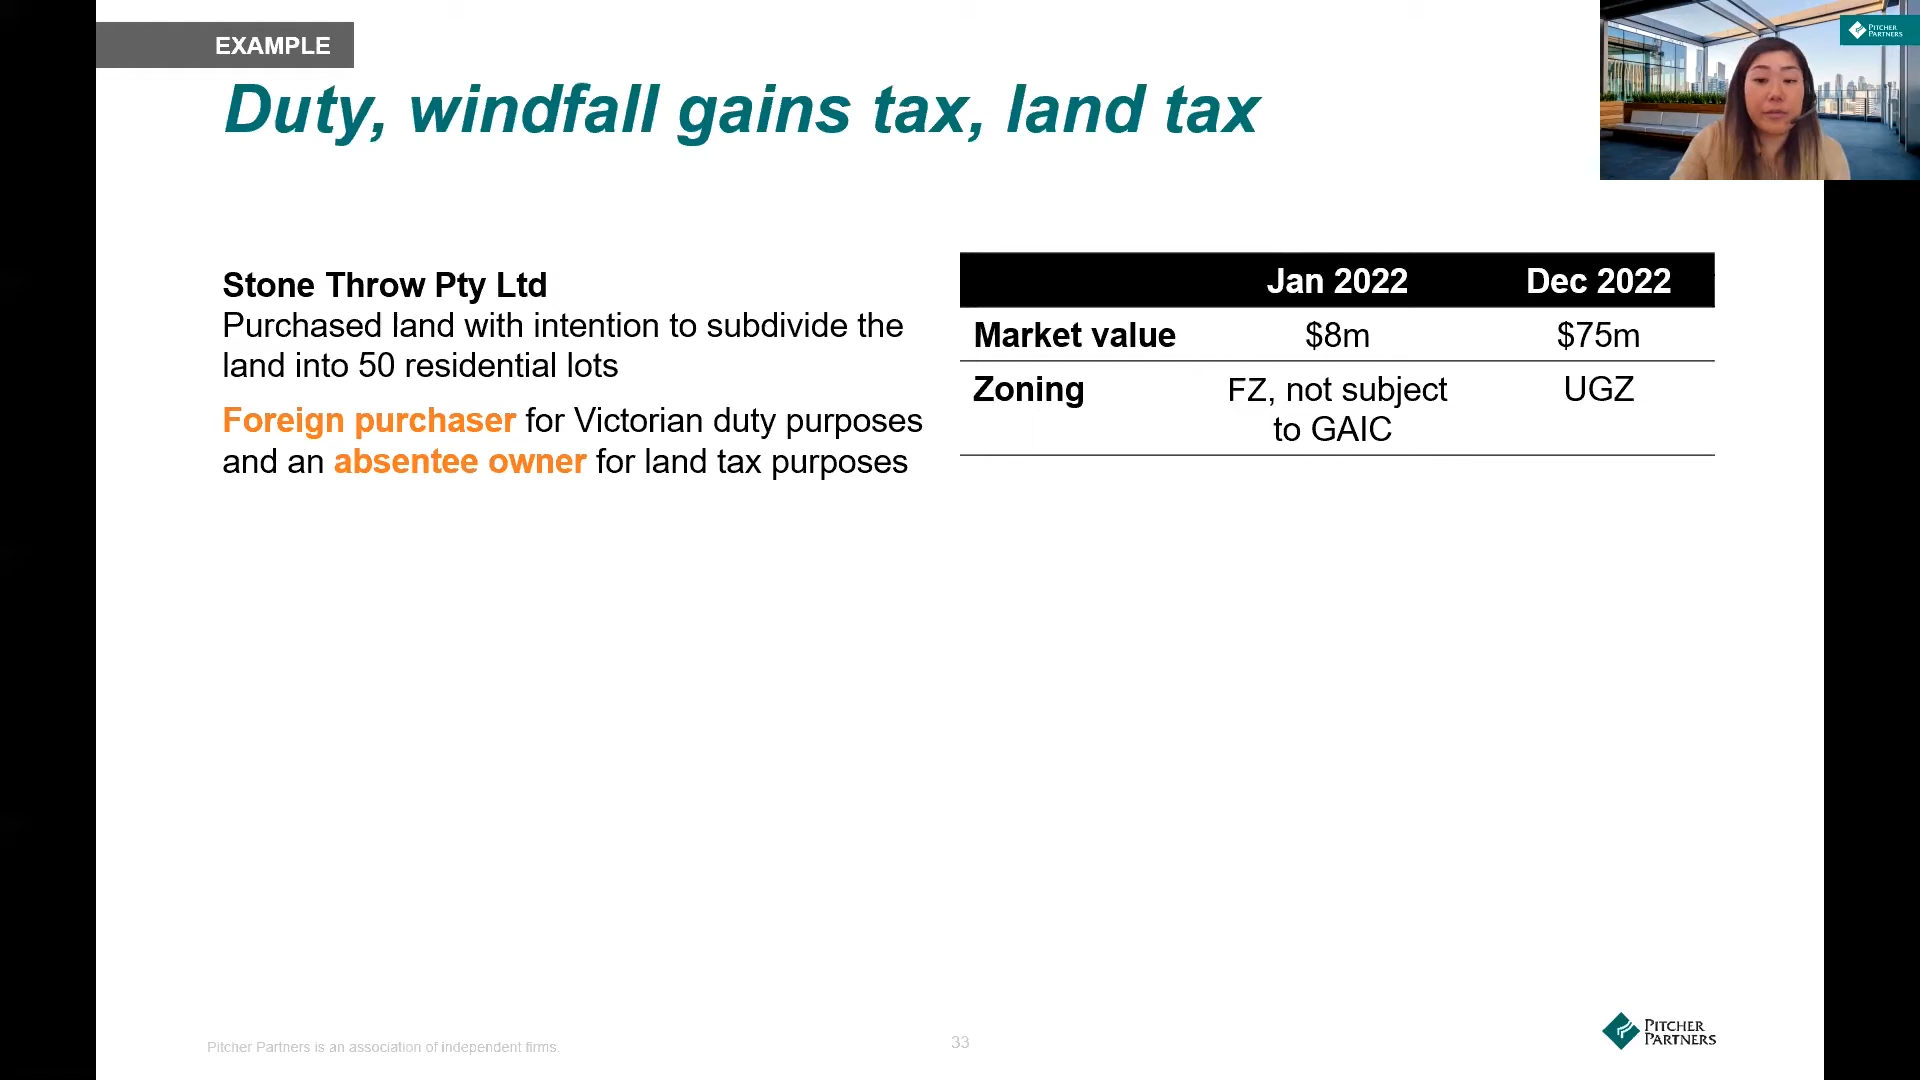 EXAMPLE
Duty, windfall gains tax, land tax
PITCHER
PARTNERS
Stone Throw Pty Ltd
Purchased land with intention to subdivide the
land into 50 residential lots
Foreign purchaser for Victorian duty purposes
and an absentee owner for land tax purposes
Jan 2022 Dec 2022
Market value $8m $75m
Zoning FZ, not subject UGZ
to GAIC
Pitcher Partners is an association of independent firms.
33
PITCHER
PARTNERS